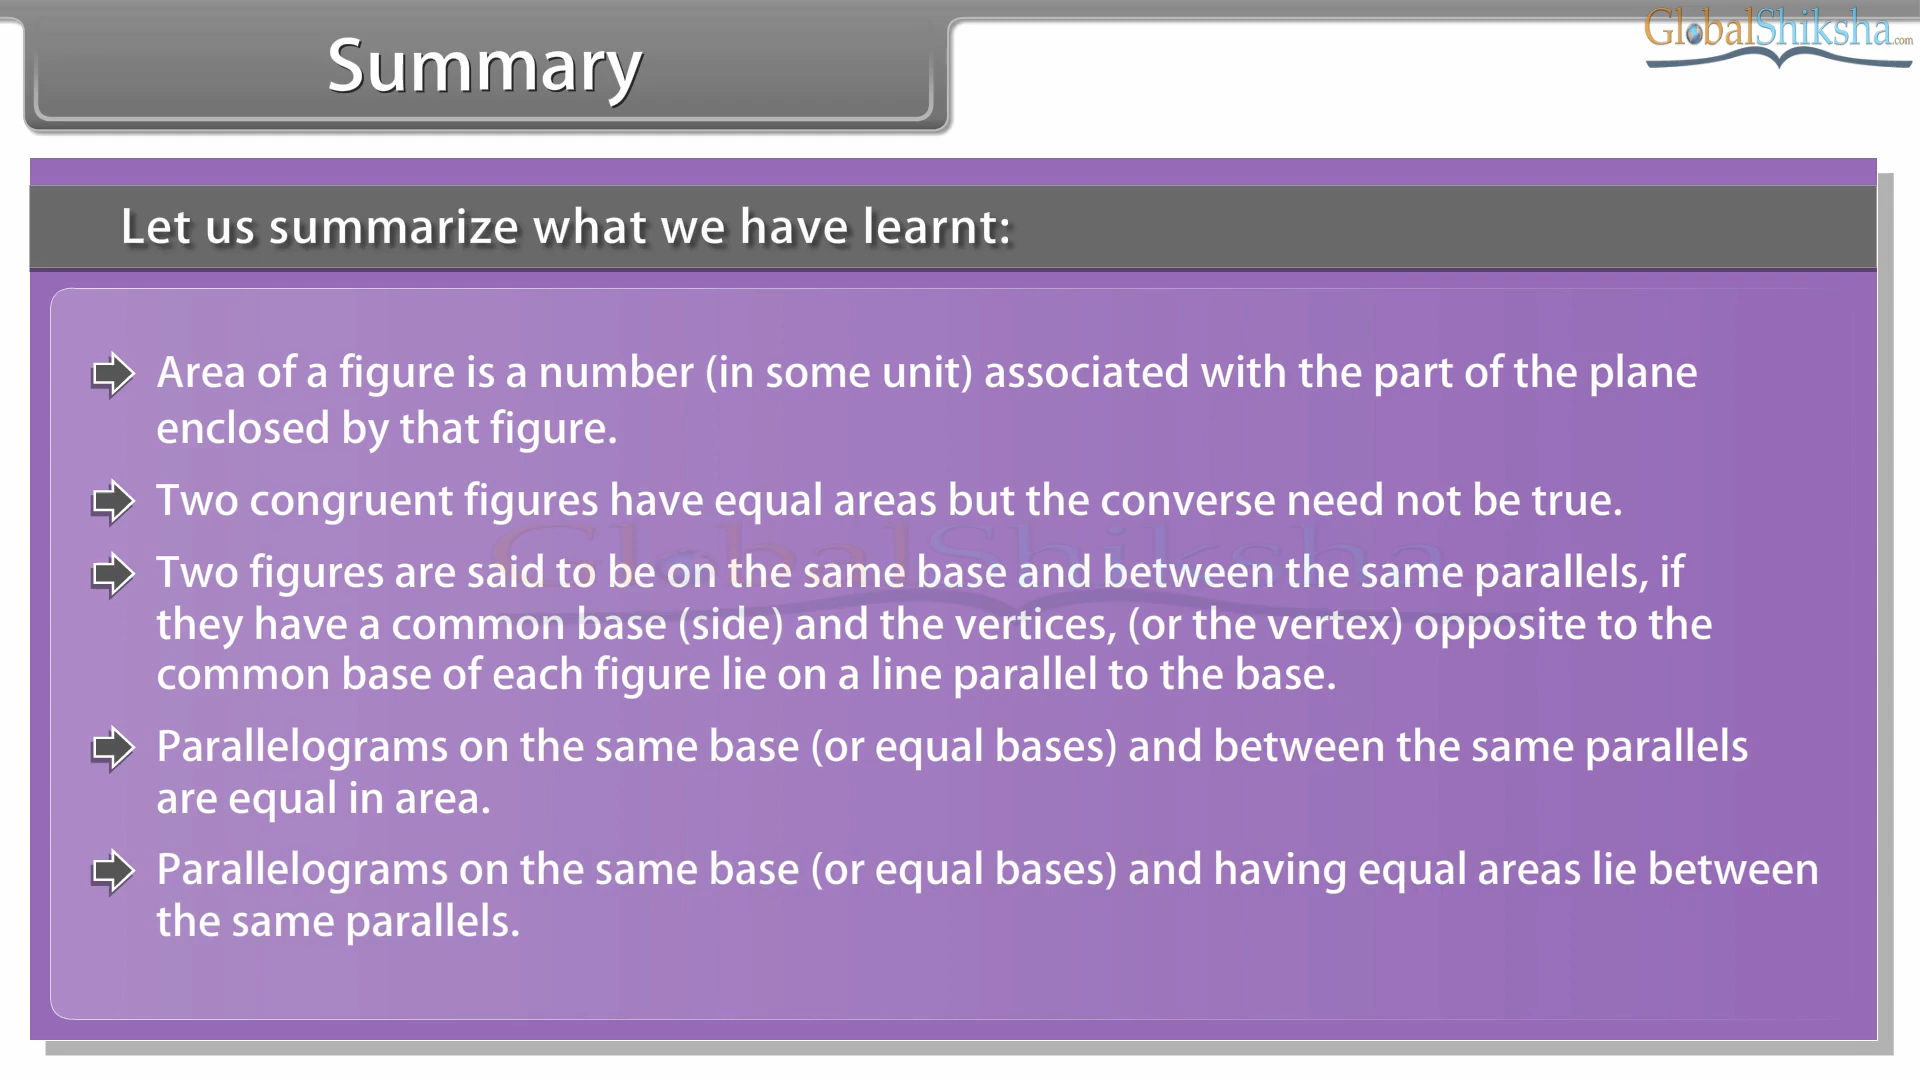 Summary
GlobalShiksha.com
Let us summarize what we have learnt:
Area of a figure is a number (in some unit) associated with the part of the plane
enclosed by that figure.
Two congruent figures have equal areas but the converse need not be true.
GlobalShiksha
Two figures are said to be on the same base and between the same parallels, if
they have a common base (side) and the vertices, (or the vertex) opposite to the
common base of each figure lie on a line parallel to the base.
Parallelograms on the same base (or equal bases) and between the same parallels
are equal in area.
Parallelograms on the same base (or equal bases) and having equal areas lie between
the same parallels.